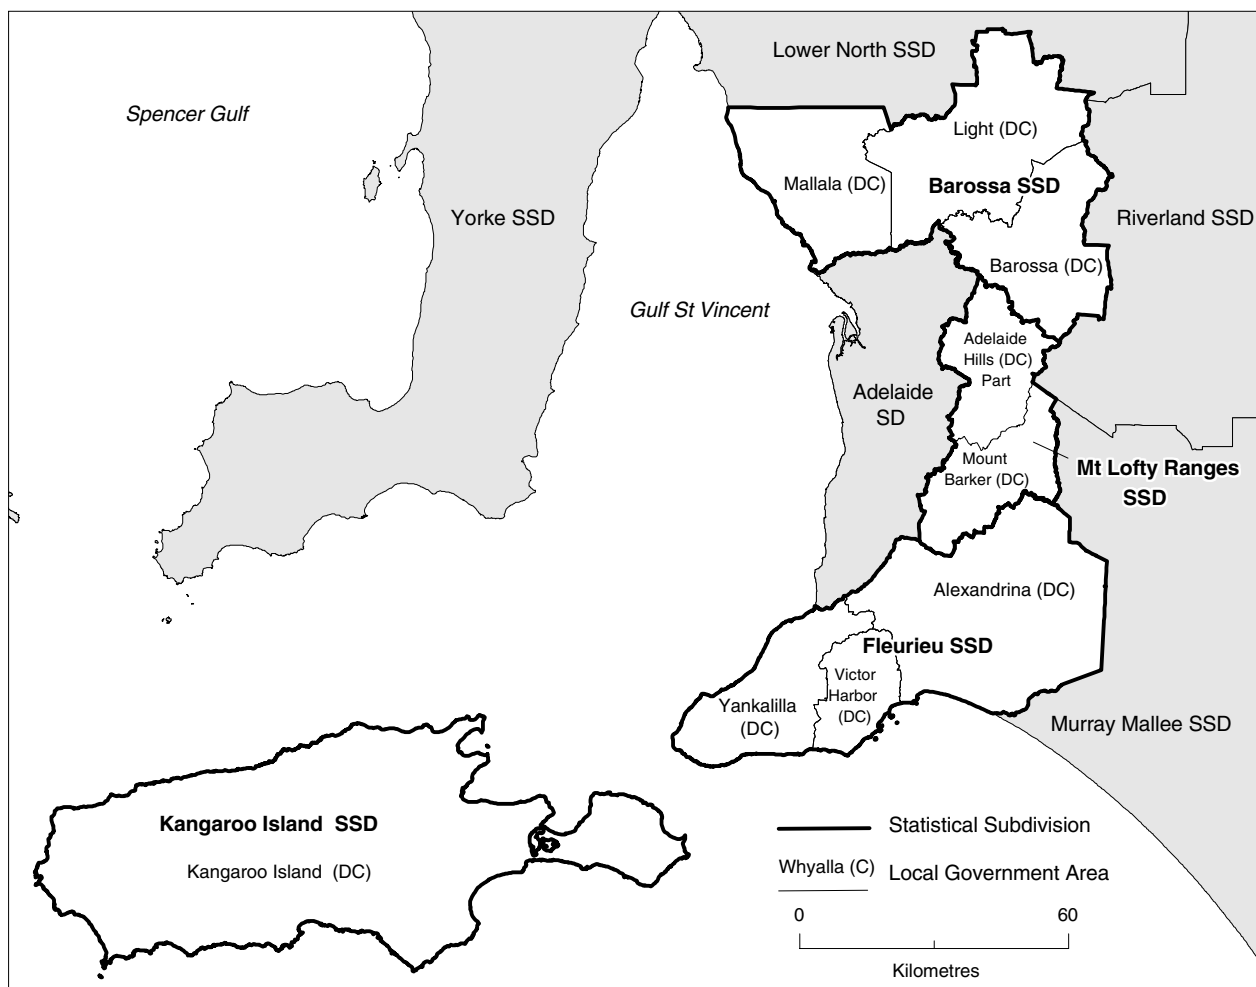 Lower North SSD
Spencer Gulf
Light (DC)
Mallala (DC)
Barossa SSD
Yorke SSD
Riverland SSD
Barossa (DC)
Gulf St Vincent
Adelaide
Hills (DC)
Part
Adelaide
SD
Mount
Barker (DC)
Mt Lofty Ranges
SSD
Alexandrina (DC)
Fleurieu SSD
Victor
Harbor
(DC)
Yankalilla
(DC)
Murray Mallee SSD
Kangaroo Island SSD
Kangaroo Island (DC)
Statistical Subdivision
Whyalla (C)
Local Government Area
0
60
Kilometres